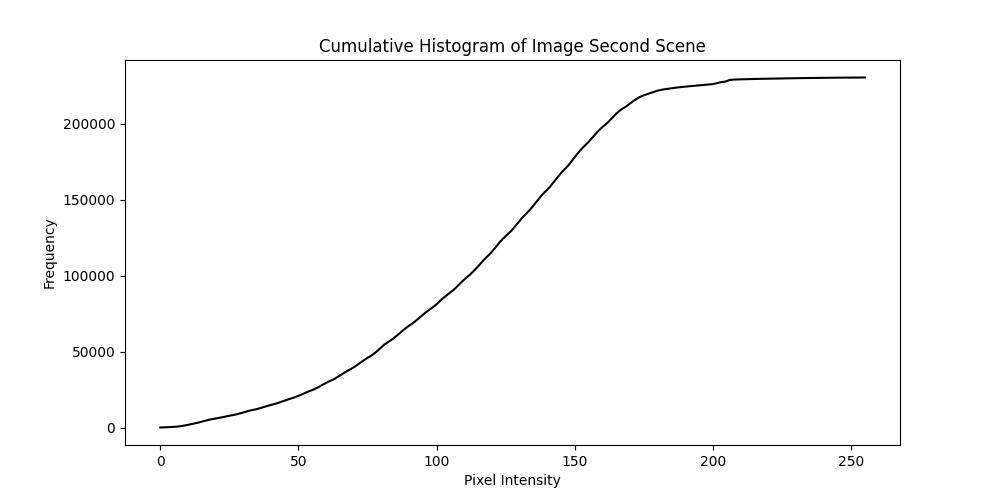 Cumulative Histogram of Image Second Scene
200000
150000
100000
50000
0
Frequency
0 50 100 150 200 250
Pixel Intensity